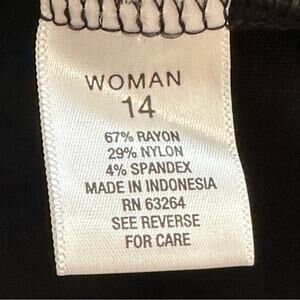 WOMAN
14
67% RAYON
29% NYLON
4% SPANDEX
MADE IN INDONESIA
RN 63264
SEE REVERSE
FOR CARE